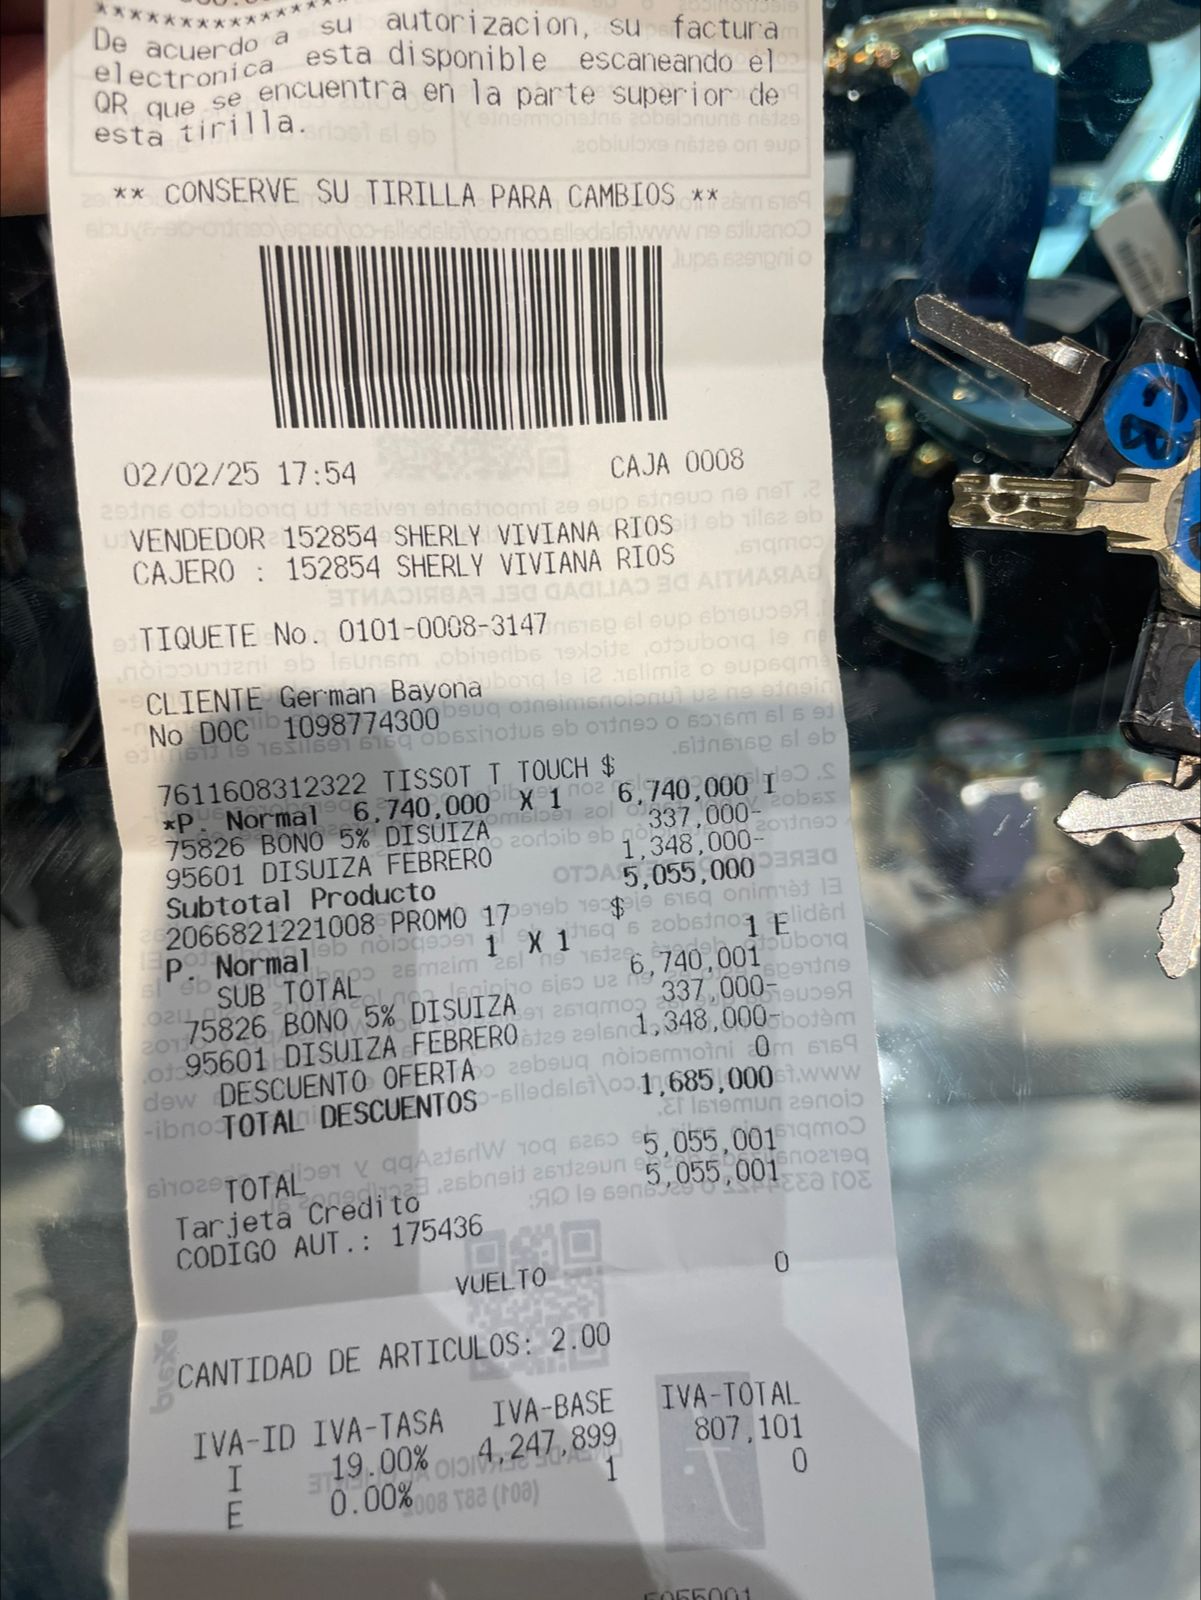 De acuerdo a su autorizacion, su factura
electronica esta disponible escaneando el
QR que se encuentra en la parte superior de
esta tirilla.
** CONSERVE SU TIRILLA PARA CAMBIOS **
02/02/25 17:54 CAJA 0008
VENDEDOR 152854 SHERLY VIVIANA RIOS
CAJERO : 152854 SHERLY VIVIANA RIOS
TIQUETE No. 0101-0008-3147
CLIENTE German Bayona
No DOC 1098774300
7611608312322 TISSOT T TOUCH $
*P. Normal 6,740,000 X 1 6,740,000 I
75826 BONO 5% DISUIZA 337,000-
95601 DISUIZA FEBRERO 1,348,000-
Subtotal Producto 5,055,000
2066821221008 PROMO 17 $
P. Normal 1 X 1 1 E
SUB TOTAL 6,740,001
75826 BONO 5% DISUIZA 337,000-
95601 DISUIZA FEBRERO 1,348,000-
DESCUENTO OFERTA 0
TOTAL DESCUENTOS 1,685,000
TOTAL 5,055,001
Tarjeta Credito 5,055,001
CODIGO AUT.: 175436
VUELTO 0
CANTIDAD DE ARTICULOS: 2.00
IVA-ID IVA-TASA IVA-BASE IVA-TOTAL
I 19.00% 4,247,899 807,101
E 0.00% 1 0
5055001
CB